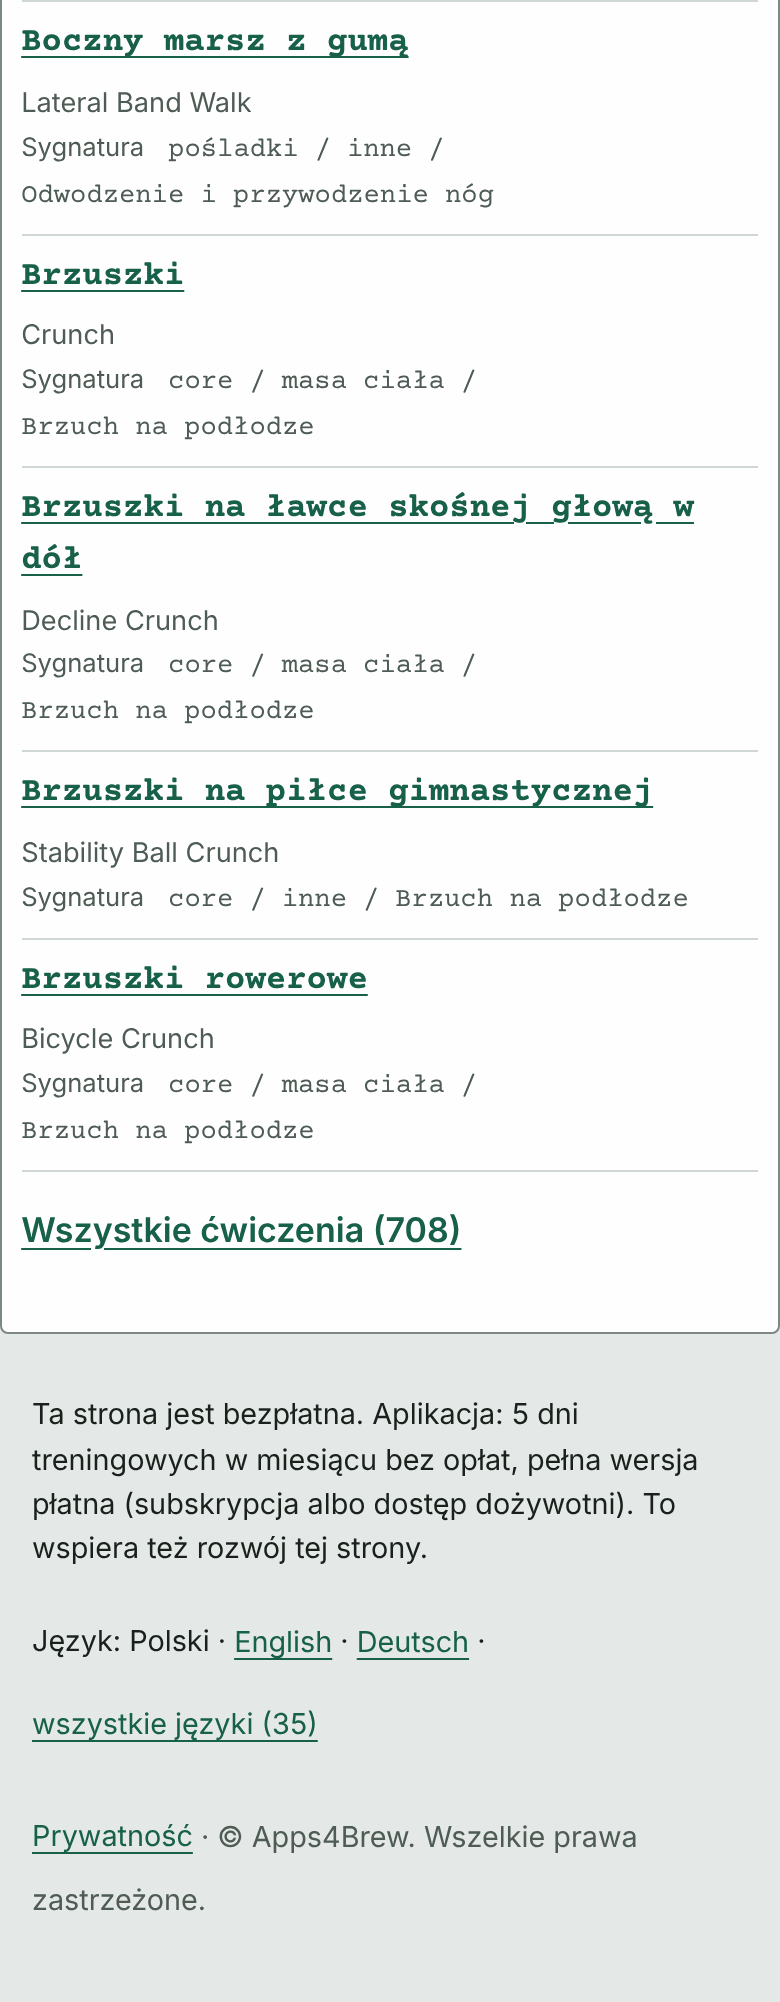 Boczny marsz z gumą
Lateral Band Walk
Sygnatura pośladki / inne /
Odwodzenie i przywodzenie nóg
Brzuszki
Crunch
Sygnatura core / masa ciała /
Brzuch na podłodze
Brzuszki na ławce skośnej głową w
dół
Decline Crunch
Sygnatura core / masa ciała /
Brzuch na podłodze
Brzuszki na piłce gimnastycznej
Stability Ball Crunch
Sygnatura core / inne / Brzuch na podłodze
Brzuszki rowerowe
Bicycle Crunch
Sygnatura core / masa ciała /
Brzuch na podłodze
Wszystkie ćwiczenia (708)
Ta strona jest bezpłatna. Aplikacja: 5 dni
treningowych w miesiącu bez opłat, pełna wersja
płatna (subskrypcja albo dostęp dożywotni). To
wspiera też rozwój tej strony.
Język: Polski · English · Deutsch ·
wszystkie języki (35)
Prywatność · © Apps4Brew. Wszelkie prawa
zastrzeżone.